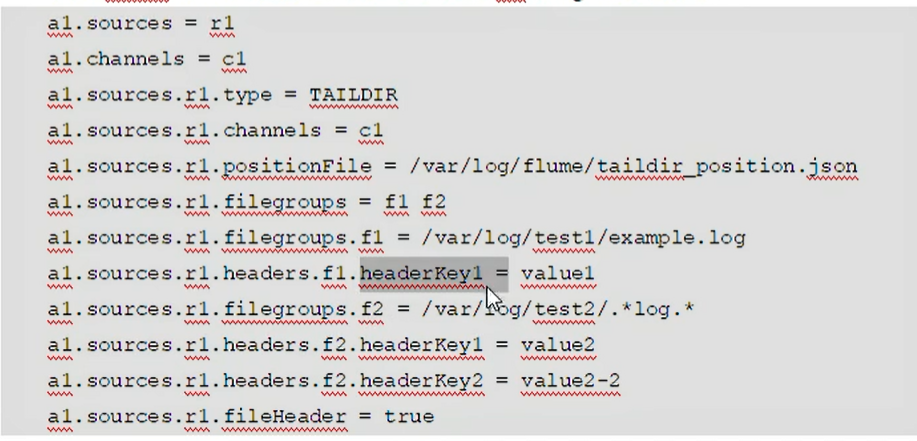 a1.sources = r1
a1.channels = c1
a1.sources.r1.type = TAILDIR
a1.sources.r1.channels = c1
a1.sources.r1.positionFile = /var/log/flume/taildir_position.json
a1.sources.r1.filegroups = f1 f2
a1.sources.r1.filegroups.f1 = /var/log/test1/example.log
a1.sources.r1.headers.f1.headerKey1 = value1
a1.sources.r1.filegroups.f2 = /var/log/test2/.*log.*
a1.sources.r1.headers.f2.headerKey1 = value2
a1.sources.r1.headers.f2.headerKey2 = value2-2
a1.sources.r1.fileHeader = true